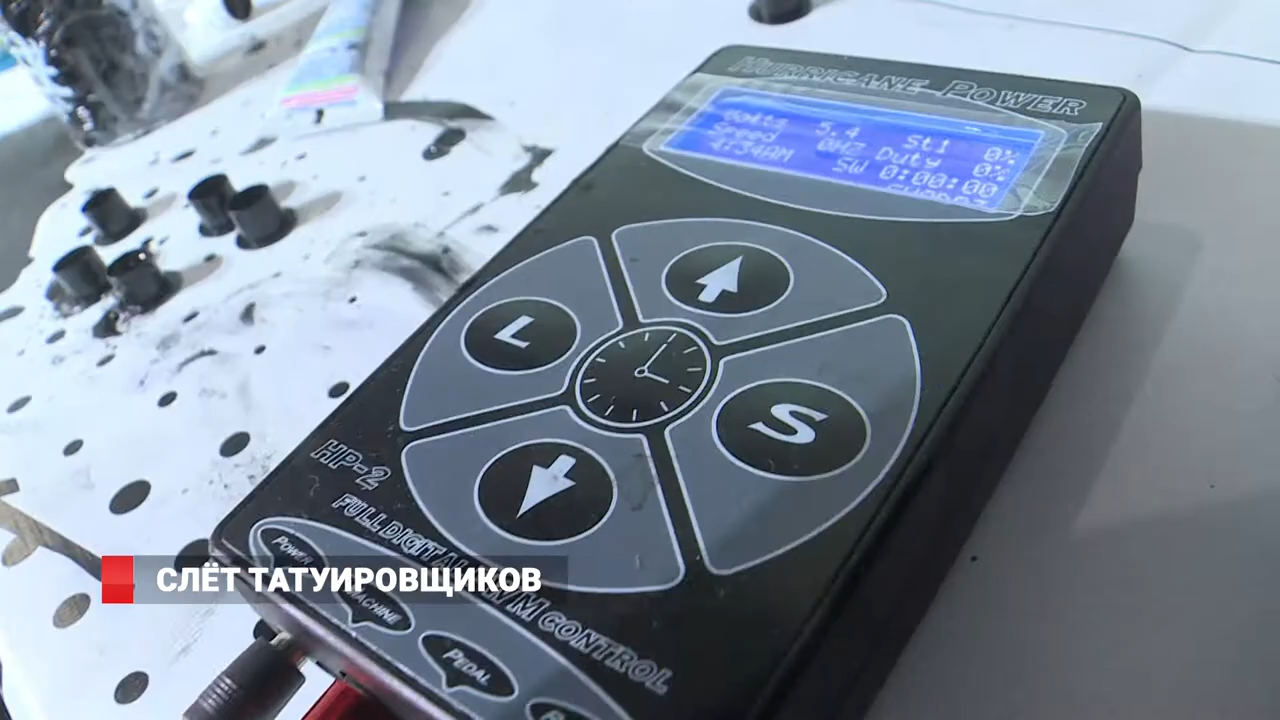 HURRICANE POWER
Volts 5.4 St1 0%
Speed 0HZ Duty 0%
4:34AM SW 0:00:00
L
S
HP-2
FULL DIGITAL CONTROL
POWER
MACHINE
PEDAL
СЛЁТ ТАТУИРОВЩИКОВ